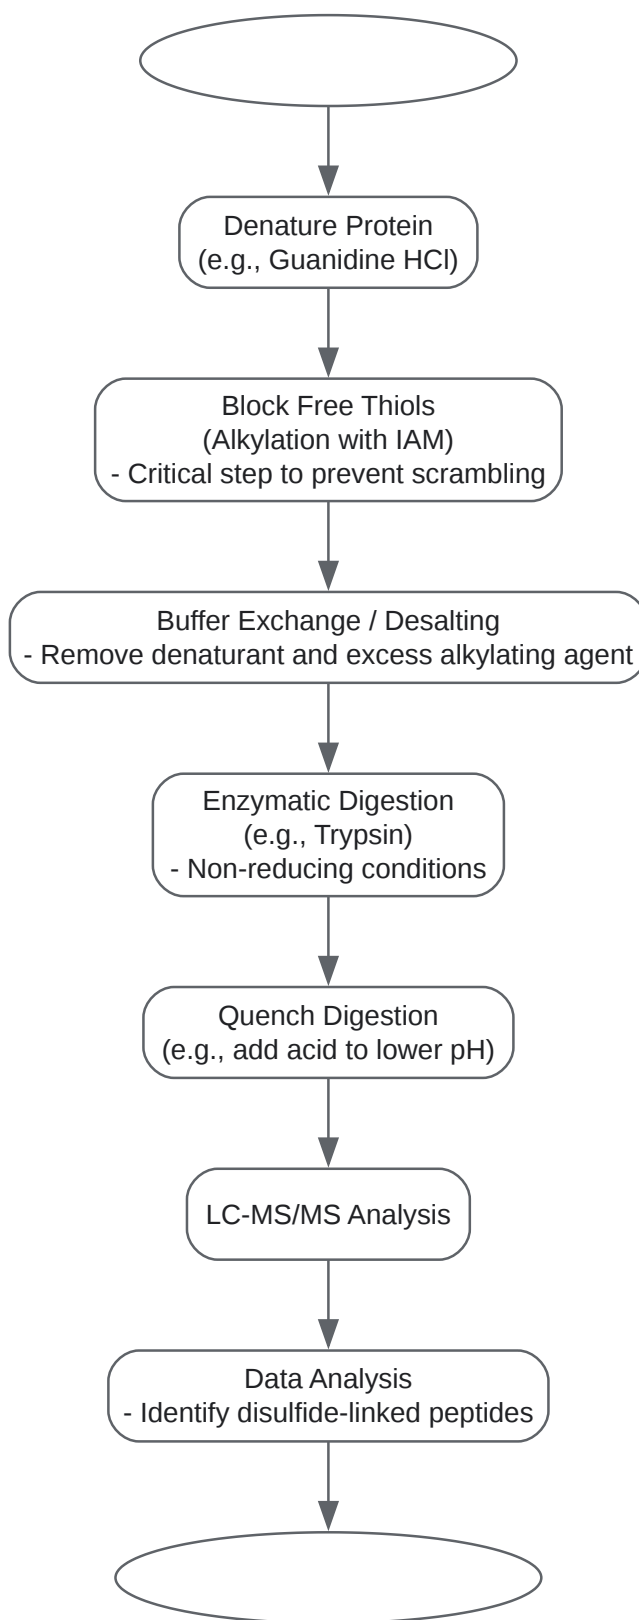 Denature Protein
(e.g., Guanidine HCl)
Block Free Thiols
(Alkylation with IAM)
- Critical step to prevent scrambling
Buffer Exchange / Desalting
- Remove denaturant and excess alkylating agent
Enzymatic Digestion
(e.g., Trypsin)
- Non-reducing conditions
Quench Digestion
(e.g., add acid to lower pH)
LC-MS/MS Analysis
Data Analysis
- Identify disulfide-linked peptides